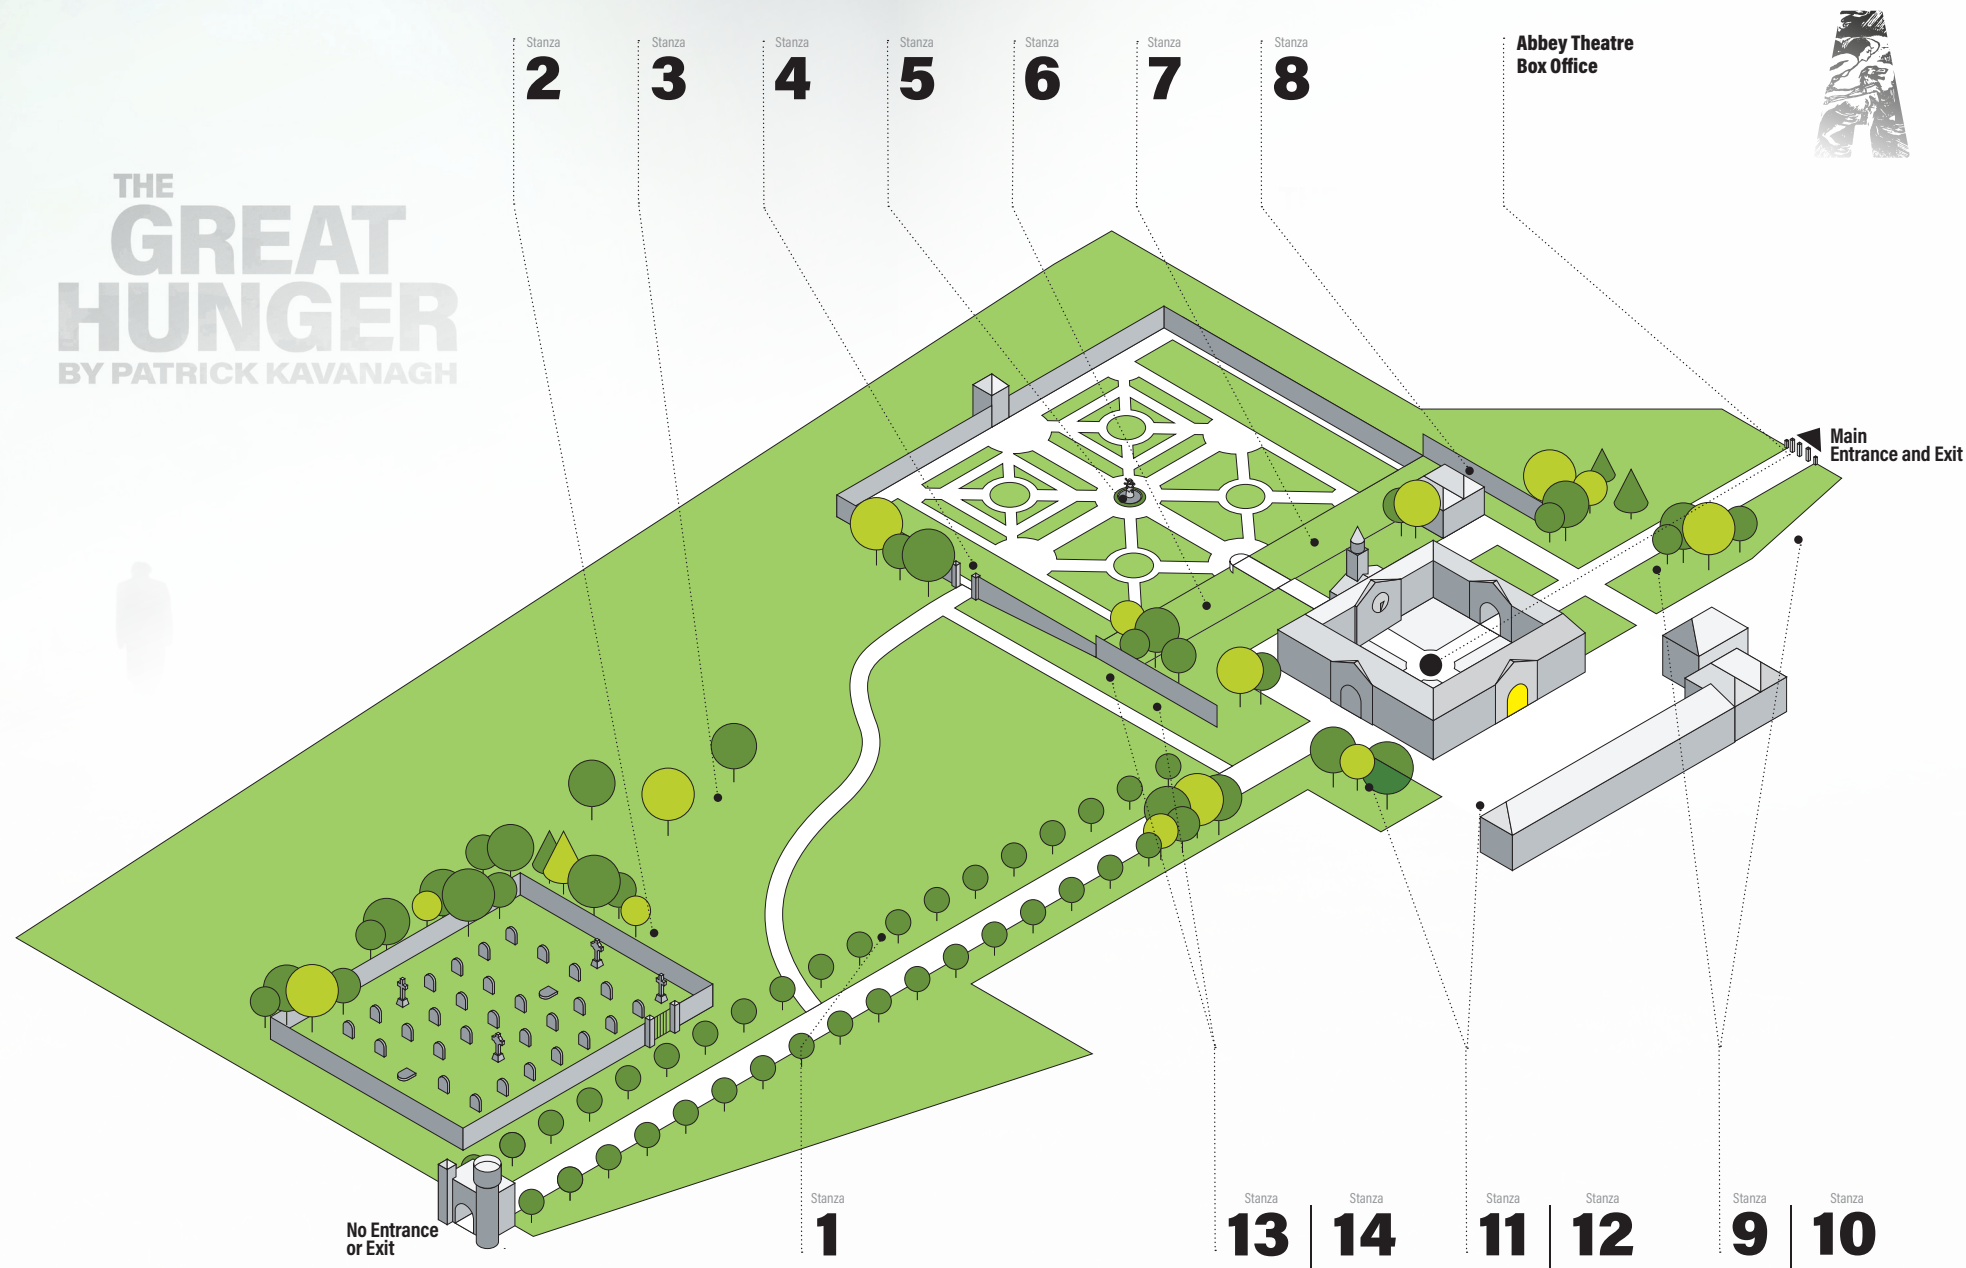 Stanza
2
Stanza
3
Stanza
4
Stanza
5
Stanza
6
Stanza
7
Stanza
8
Abbey Theatre
Box Office
THE
GREAT
HUNGER
BY PATRICK KAVANAGH
Main
Entrance and Exit
No Entrance
or Exit
Stanza
1
Stanza
13
Stanza
14
Stanza
11
Stanza
12
Stanza
9
Stanza
10